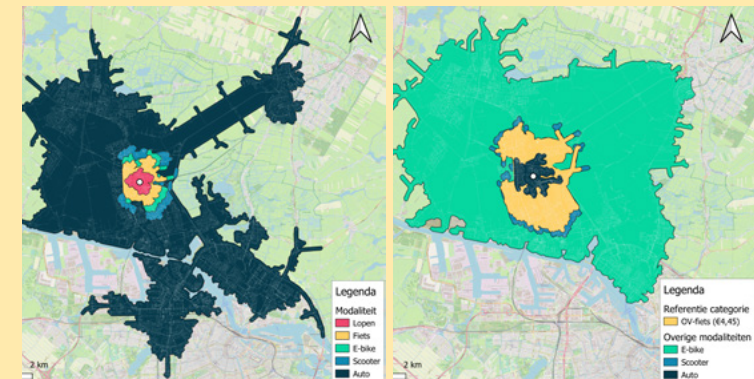 Legenda
Modaliteit
Lopen
Fiets
E-bike
Scooter
Auto
2 km
Legenda
Referentie categorie
OV-fiets (€4,45)
Overige modaliteiten
E-bike
Scooter
Auto
2 km